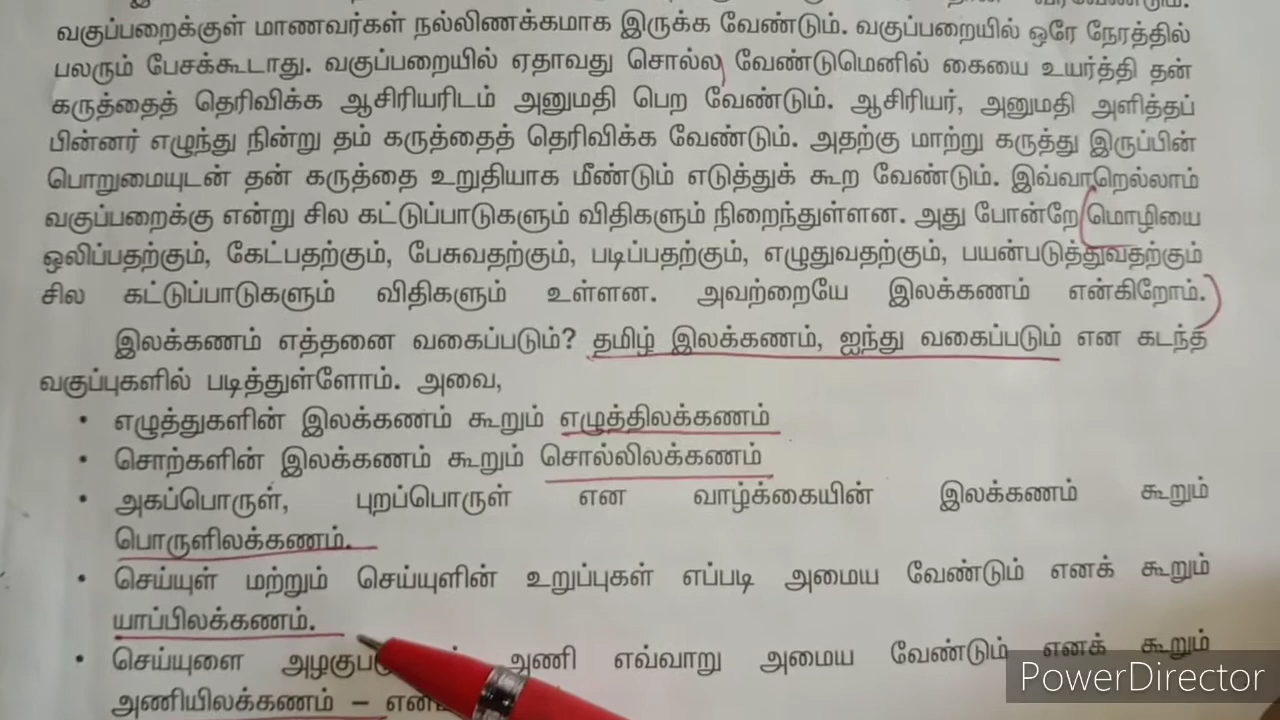 வகுப்பறைக்குள் மாணவர்கள் நல்லிணக்கமாக இருக்க வேண்டும். வகுப்பறையில் ஒரே நேரத்தில்
பலரும் பேசக்கூடாது. வகுப்பறையில் ஏதாவது சொல்ல வேண்டுமெனில் கையை உயர்த்தி தன்
கருத்தைத் தெரிவிக்க ஆசிரியரிடம் அனுமதி பெற வேண்டும். ஆசிரியர், அனுமதி அளித்தப்
பின்னர் எழுந்து நின்று தம் கருத்தைத் தெரிவிக்க வேண்டும். அதற்கு மாற்று கருத்து இருப்பின்
பொறுமையுடன் தன் கருத்தை உறுதியாக மீண்டும் எடுத்துக் கூற வேண்டும். இவ்வாறெல்லாம்
வகுப்பறைக்கு என்று சில கட்டுப்பாடுகளும் விதிகளும் நிறைந்துள்ளன. அது போன்றே மொழியை
ஒலிப்பதற்கும், கேட்பதற்கும், பேசுவதற்கும், படிப்பதற்கும், எழுதுவதற்கும், பயன்படுத்துவதற்கும்
சில கட்டுப்பாடுகளும் விதிகளும் உள்ளன. அவற்றையே இலக்கணம் என்கிறோம்.
இலக்கணம் எத்தனை வகைப்படும்? தமிழ் இலக்கணம், ஐந்து வகைப்படும் என கடந்த
வகுப்புகளில் படித்துள்ளோம். அவை,
• எழுத்துகளின் இலக்கணம் கூறும் எழுத்திலக்கணம்
• சொற்களின் இலக்கணம் கூறும் சொல்லிலக்கணம்
• அகப்பொருள், புறப்பொருள் என வாழ்க்கையின் இலக்கணம் கூறும்
பொருளிலக்கணம்.
• செய்யுள் மற்றும் செய்யுளின் உறுப்புகள் எப்படி அமைய வேண்டும் எனக் கூறும்
யாப்பிலக்கணம்.
• செய்யுளை அணி எவ்வாறு அமைய வேண்டும் எனக் கூறும்
அணியிலக்கணம் –
PowerDirector